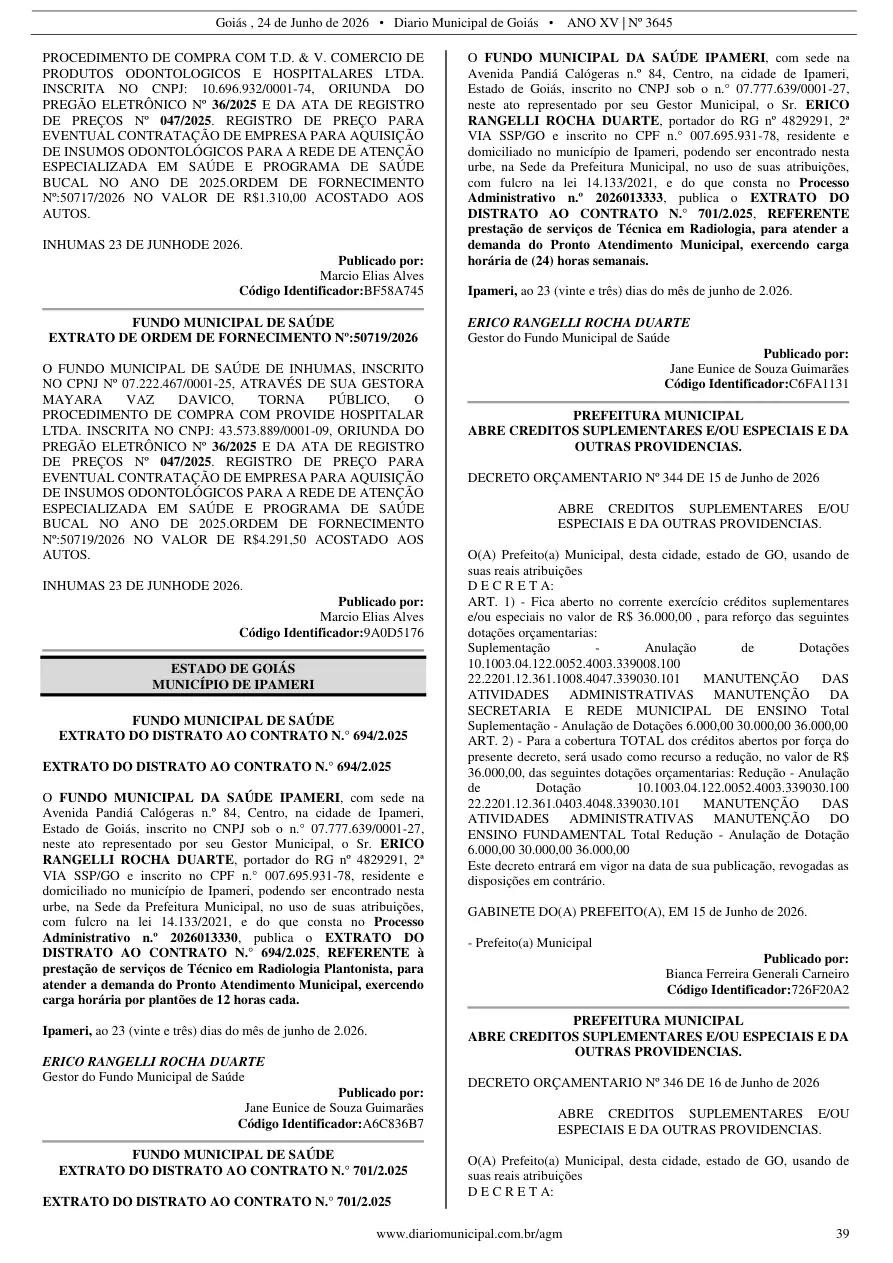 Goiás , 24 de Junho de 2026 • Diario Municipal de Goiás • ANO XV | Nº 3645
PROCEDIMENTO DE COMPRA COM T.D. & V. COMERCIO DE
PRODUTOS ODONTOLOGICOS E HOSPITALARES LTDA.
INSCRITA NO CNPJ: 10.696.932/0001-74, ORIUNDA DO
PREGÃO ELETRÔNICO Nº 36/2025 E DA ATA DE REGISTRO
DE PREÇOS Nº 047/2025. REGISTRO DE PREÇO PARA
EVENTUAL CONTRATAÇÃO DE EMPRESA PARA AQUISIÇÃO
DE INSUMOS ODONTOLÓGICOS PARA A REDE DE ATENÇÃO
ESPECIALIZADA EM SAÚDE E PROGRAMA DE SAÚDE
BUCAL NO ANO DE 2025.ORDEM DE FORNECIMENTO
Nº:50717/2026 NO VALOR DE R$1.310,00 ACOSTADO AOS
AUTOS.
INHUMAS 23 DE JUNHODE 2026.
Publicado por:
Marcio Elias Alves
Código Identificador:BF58A745
FUNDO MUNICIPAL DE SAÚDE
EXTRATO DE ORDEM DE FORNECIMENTO Nº:50719/2026
O FUNDO MUNICIPAL DE SAÚDE DE INHUMAS, INSCRITO
NO CPNJ Nº 07.222.467/0001-25, ATRAVÉS DE SUA GESTORA
MAYARA VAZ DAVICO, TORNA PÚBLICO, O
PROCEDIMENTO DE COMPRA COM PROVIDE HOSPITALAR
LTDA. INSCRITA NO CNPJ: 43.573.889/0001-09, ORIUNDA DO
PREGÃO ELETRÔNICO Nº 36/2025 E DA ATA DE REGISTRO
DE PREÇOS Nº 047/2025. REGISTRO DE PREÇO PARA
EVENTUAL CONTRATAÇÃO DE EMPRESA PARA AQUISIÇÃO
DE INSUMOS ODONTOLÓGICOS PARA A REDE DE ATENÇÃO
ESPECIALIZADA EM SAÚDE E PROGRAMA DE SAÚDE
BUCAL NO ANO DE 2025.ORDEM DE FORNECIMENTO
Nº:50719/2026 NO VALOR DE R$4.291,50 ACOSTADO AOS
AUTOS.
INHUMAS 23 DE JUNHODE 2026.
Publicado por:
Marcio Elias Alves
Código Identificador:9A0D5176
ESTADO DE GOIÁS
MUNICÍPIO DE IPAMERI
FUNDO MUNICIPAL DE SAÚDE
EXTRATO DO DISTRATO AO CONTRATO N.° 694/2.025
EXTRATO DO DISTRATO AO CONTRATO N.° 694/2.025
O FUNDO MUNICIPAL DA SAÚDE IPAMERI, com sede na
Avenida Pandiá Calógeras n.º 84, Centro, na cidade de Ipameri,
Estado de Goiás, inscrito no CNPJ sob o n.° 07.777.639/0001-27,
neste ato representado por seu Gestor Municipal, o Sr. ERICO
RANGELLI ROCHA DUARTE, portador do RG nº 4829291, 2ª
VIA SSP/GO e inscrito no CPF n.° 007.695.931-78, residente e
domiciliado no município de Ipameri, podendo ser encontrado nesta
urbe, na Sede da Prefeitura Municipal, no uso de suas atribuições,
com fulcro na lei 14.133/2021, e do que consta no Processo
Administrativo n.º 2026013330, publica o EXTRATO DO
DISTRATO AO CONTRATO N.° 694/2.025, REFERENTE à
prestação de serviços de Técnico em Radiologia Plantonista, para
atender a demanda do Pronto Atendimento Municipal, exercendo
carga horária por plantões de 12 horas cada.
Ipameri, ao 23 (vinte e três) dias do mês de junho de 2.026.
ERICO RANGELLI ROCHA DUARTE
Gestor do Fundo Municipal de Saúde
Publicado por:
Jane Eunice de Souza Guimarães
Código Identificador:A6C836B7
FUNDO MUNICIPAL DE SAÚDE
EXTRATO DO DISTRATO AO CONTRATO N.° 701/2.025
EXTRATO DO DISTRATO AO CONTRATO N.° 701/2.025
O FUNDO MUNICIPAL DA SAÚDE IPAMERI, com sede na
Avenida Pandiá Calógeras n.º 84, Centro, na cidade de Ipameri,
Estado de Goiás, inscrito no CNPJ sob o n.° 07.777.639/0001-27,
neste ato representado por seu Gestor Municipal, o Sr. ERICO
RANGELLI ROCHA DUARTE, portador do RG nº 4829291, 2ª
VIA SSP/GO e inscrito no CPF n.° 007.695.931-78, residente e
domiciliado no município de Ipameri, podendo ser encontrado nesta
urbe, na Sede da Prefeitura Municipal, no uso de suas atribuições,
com fulcro na lei 14.133/2021, e do que consta no Processo
Administrativo n.º 2026013333, publica o EXTRATO DO
DISTRATO AO CONTRATO N.° 701/2.025, REFERENTE
prestação de serviços de Técnica em Radiologia, para atender a
demanda do Pronto Atendimento Municipal, exercendo carga
horária de (24) horas semanais.
Ipameri, ao 23 (vinte e três) dias do mês de junho de 2.026.
ERICO RANGELLI ROCHA DUARTE
Gestor do Fundo Municipal de Saúde
Publicado por:
Jane Eunice de Souza Guimarães
Código Identificador:C6FA1131
PREFEITURA MUNICIPAL
ABRE CREDITOS SUPLEMENTARES E/OU ESPECIAIS E DA
OUTRAS PROVIDENCIAS.
DECRETO ORÇAMENTARIO Nº 344 DE 15 de Junho de 2026
ABRE CREDITOS SUPLEMENTARES E/OU
ESPECIAIS E DA OUTRAS PROVIDENCIAS.
O(A) Prefeito(a) Municipal, desta cidade, estado de GO, usando de
suas reais atribuições
D E C R E T A:
ART. 1) - Fica aberto no corrente exercício créditos suplementares
e/ou especiais no valor de R$ 36.000,00 , para reforço das seguintes
dotações orçamentarias:
Suplementação - Anulação de Dotações
10.1003.04.122.0052.4003.339008.100
22.2201.12.361.1008.4047.339030.101 MANUTENÇÃO DAS
ATIVIDADES ADMINISTRATIVAS MANUTENÇÃO DA
SECRETARIA E REDE MUNICIPAL DE ENSINO Total
Suplementação - Anulação de Dotações 6.000,00 30.000,00 36.000,00
ART. 2) - Para a cobertura TOTAL dos créditos abertos por força do
presente decreto, será usado como recurso a redução, no valor de R$
36.000,00, das seguintes dotações orçamentarias: Redução - Anulação
de Dotação 10.1003.04.122.0052.4003.339030.100
22.2201.12.361.0403.4048.339030.101 MANUTENÇÃO DAS
ATIVIDADES ADMINISTRATIVAS MANUTENÇÃO DO
ENSINO FUNDAMENTAL Total Redução - Anulação de Dotação
6.000,00 30.000,00 36.000,00
Este decreto entrará em vigor na data de sua publicação, revogadas as
disposições em contrário.
GABINETE DO(A) PREFEITO(A), EM 15 de Junho de 2026.
- Prefeito(a) Municipal
Publicado por:
Bianca Ferreira Generali Carneiro
Código Identificador:726F20A2
PREFEITURA MUNICIPAL
ABRE CREDITOS SUPLEMENTARES E/OU ESPECIAIS E DA
OUTRAS PROVIDENCIAS.
DECRETO ORÇAMENTARIO Nº 346 DE 16 de Junho de 2026
ABRE CREDITOS SUPLEMENTARES E/OU
ESPECIAIS E DA OUTRAS PROVIDENCIAS.
O(A) Prefeito(a) Municipal, desta cidade, estado de GO, usando de
suas reais atribuições
D E C R E T A:
www.diariomunicipal.com.br/agm 39